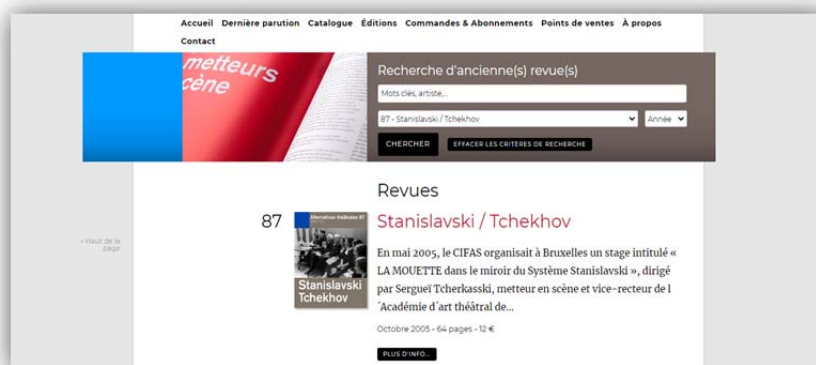 Accueil Dernière parution Catalogue Éditions Commandes & Abonnements Points de ventes À propos
Contact
metteurs
cène
Recherche d'ancienne(s) revue(s)
Mots clés, artiste,..
87 - Stanislavski / Tchekhov
Année
CHERCHER
EFFACER LES CRITÈRES DE RECHERCHE
Revues
87
Alternatives théâtrales 87
Stanislavski
Tchekhov
Stanislavski / Tchekhov
En mai 2005, le CIFAS organisait à Bruxelles un stage intitulé «
LA MOUETTE dans le miroir du Système Stanislavski », dirigé
par Sergueï Tcherkasski, metteur en scène et vice-recteur de l
´Académie d´art théâtral de...
Octobre 2005 - 64 pages - 12 €
PLUS D'INFO...
Haut de la
page